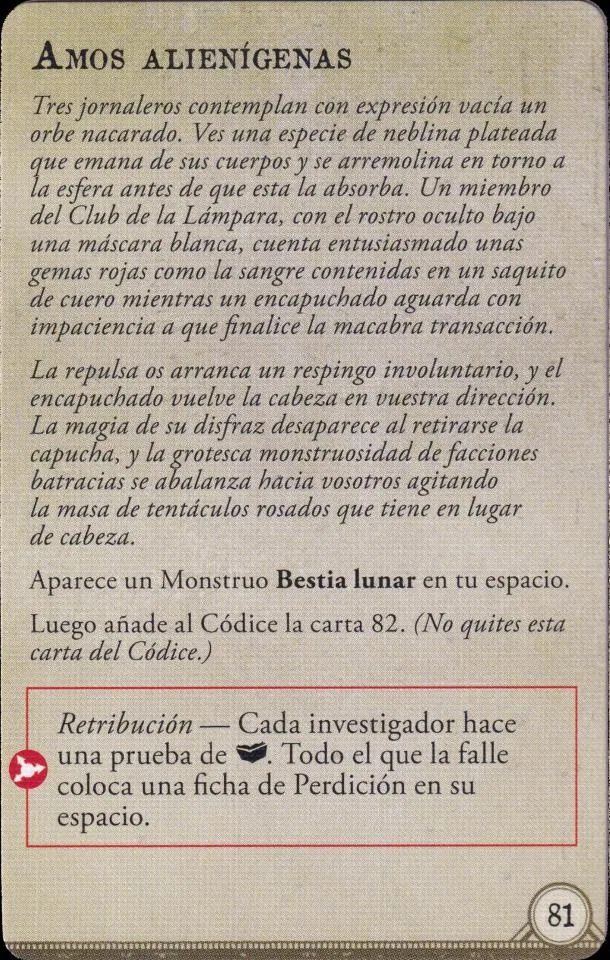 Amos alienígenas
Tres jornaleros contemplan con expresión vacía un
orbe nacarado. Ves una especie de neblina plateada
que emana de sus cuerpos y se arremolina en torno a
la esfera antes de que esta la absorba. Un miembro
del Club de la Lámpara, con el rostro oculto bajo
una máscara blanca, cuenta entusiasmado unas
gemas rojas como la sangre contenidas en un saquito
de cuero mientras un encapuchado aguarda con
impaciencia a que finalice la macabra transacción.
La repulsa os arranca un respingo involuntario, y el
encapuchado vuelve la cabeza en vuestra dirección.
La magia de su disfraz desaparece al retirarse la
capucha, y la grotesca monstruosidad de facciones
batracias se abalanza hacia vosotros agitando
la masa de tentáculos rosados que tiene en lugar
de cabeza.
Aparece un Monstruo Bestia lunar en tu espacio.
Luego añade al Códice la carta 82. (No quites esta
carta del Códice.)
Retribución — Cada investigador hace
una prueba de . Todo el que la falle
coloca una ficha de Perdición en su
espacio.
81